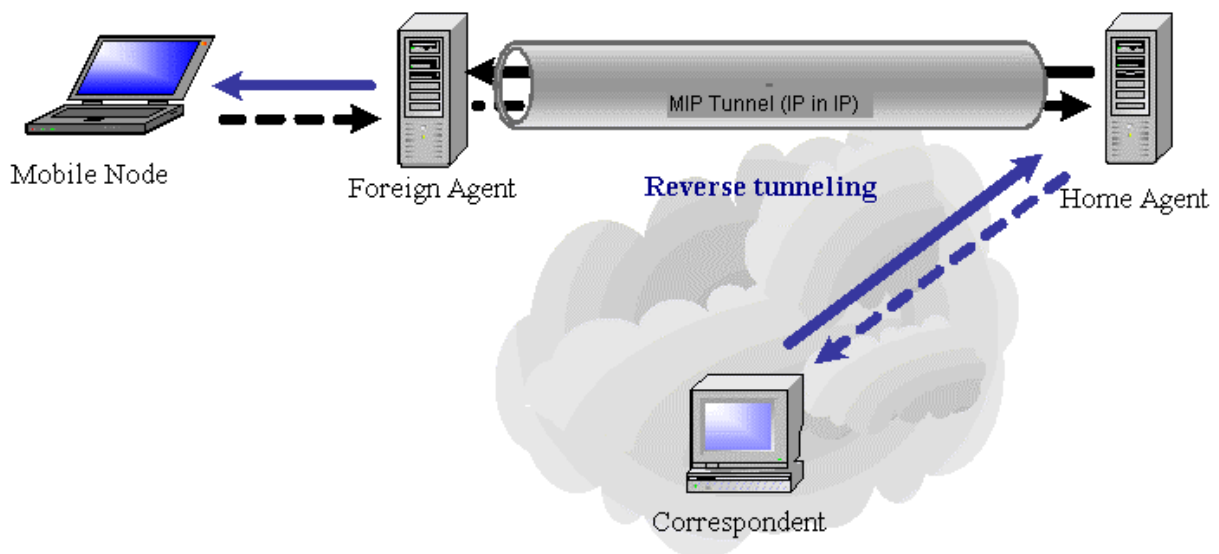 MIP Tunnel (IP in IP)
Mobile Node
Foreign Agent
Reverse tunneling
Home Agent
Correspondent